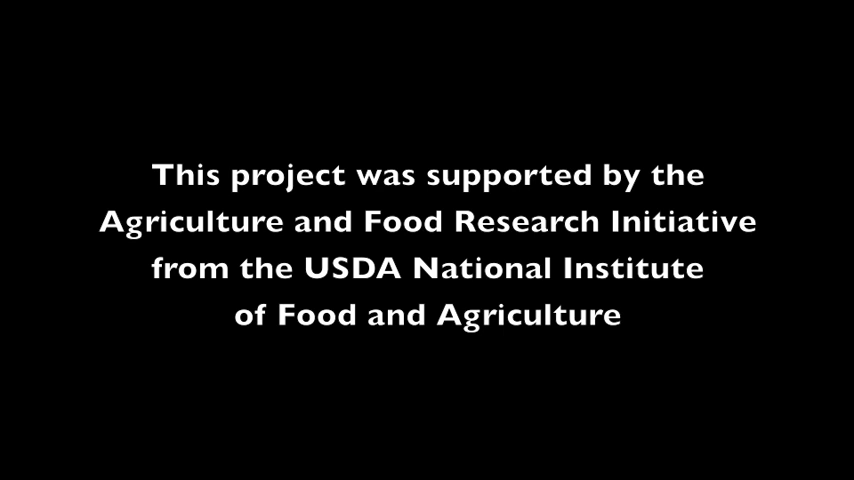 This project was supported by the
Agriculture and Food Research Initiative
from the USDA National Institute
of Food and Agriculture